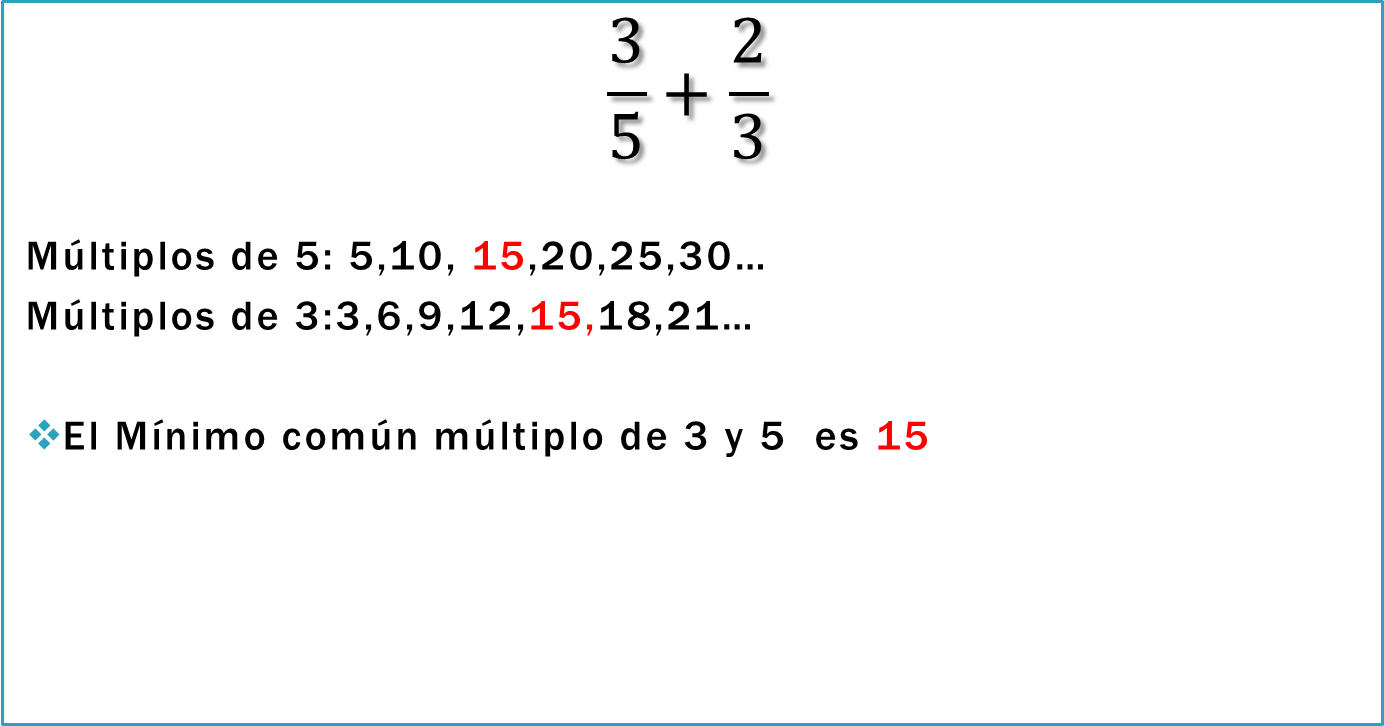 3/5 + 2/3
Múltiplos de 5: 5,10, 15,20,25,30…
Múltiplos de 3:3,6,9,12,15,18,21…
❖El Mínimo común múltiplo de 3 y 5  es 15